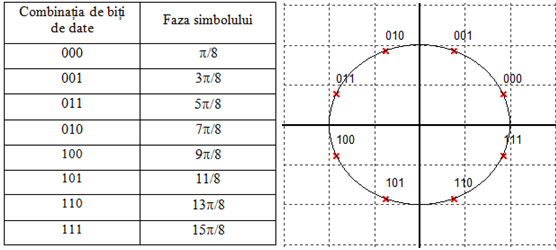 Combinația de biți
de date
Faza simbolului
000 π/8
001 3π/8
011 5π/8
010 7π/8
100 9π/8
101 11/8
110 13π/8
111 15π/8
010 001
011 000
100 111
101 110